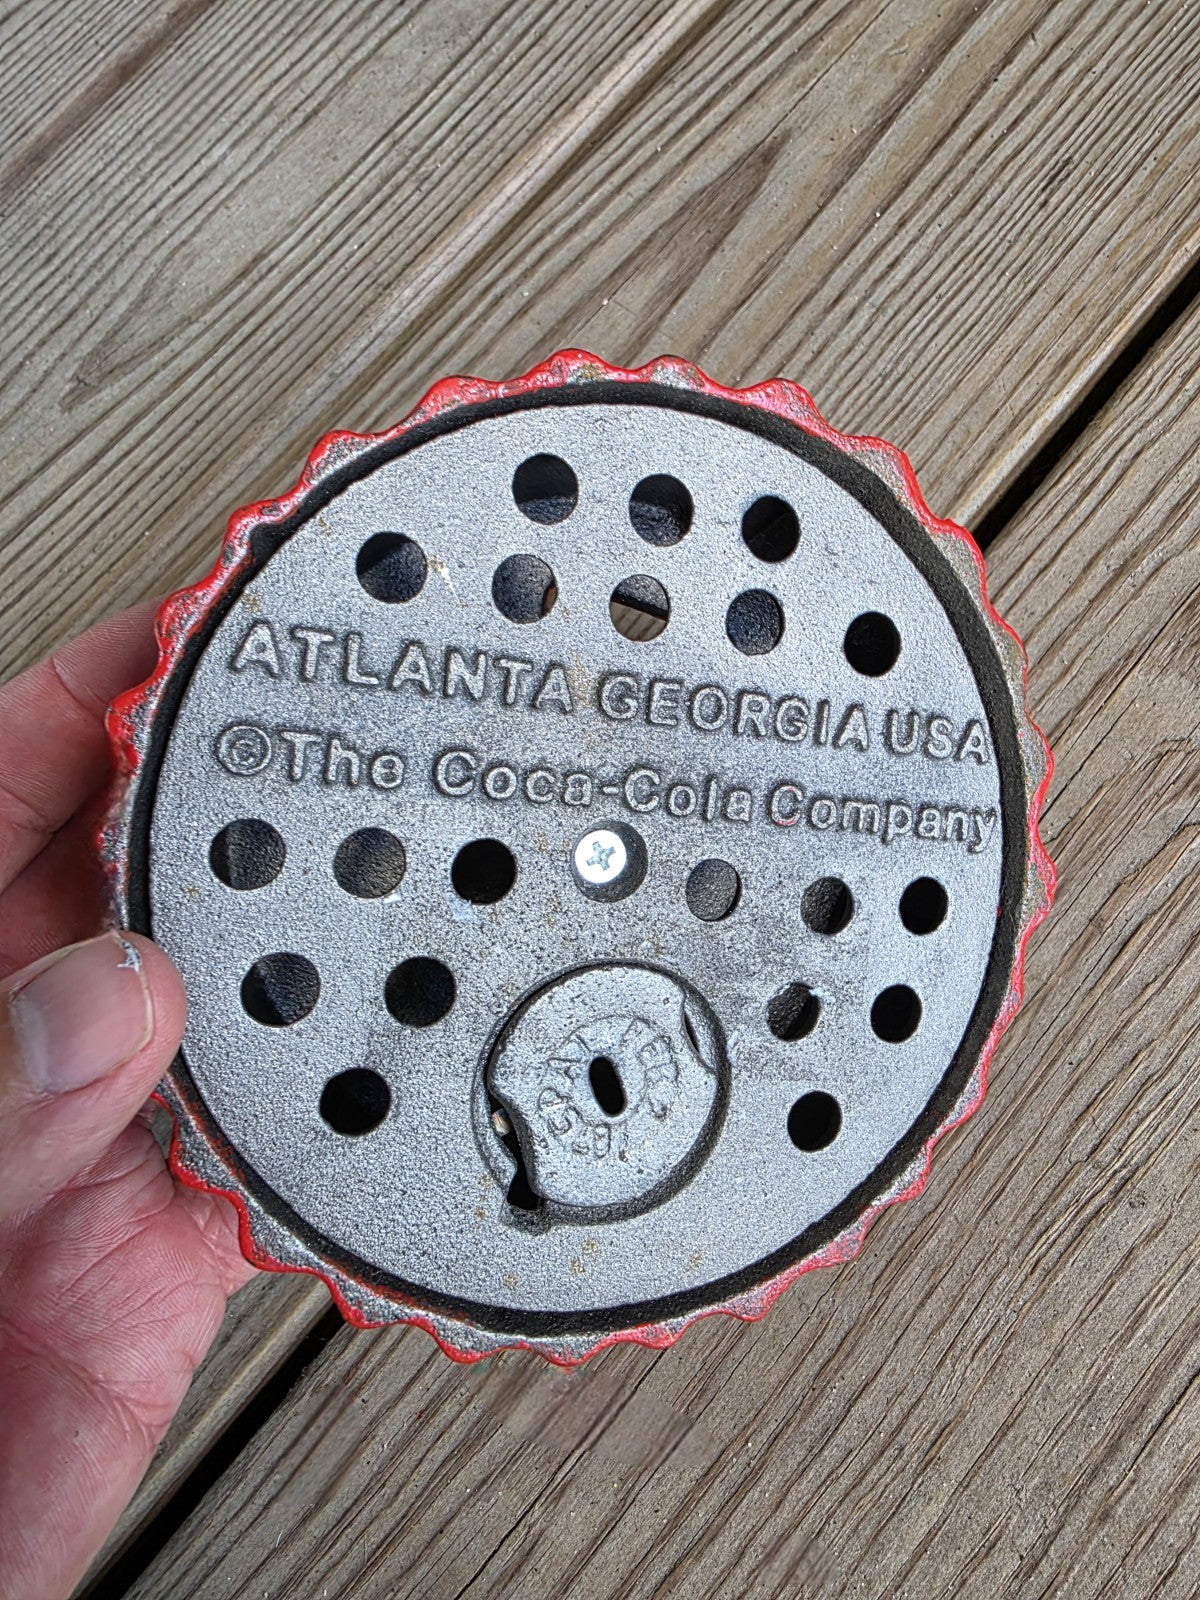 ATLANTA GEORGIA USA
©The Coca-Cola Company